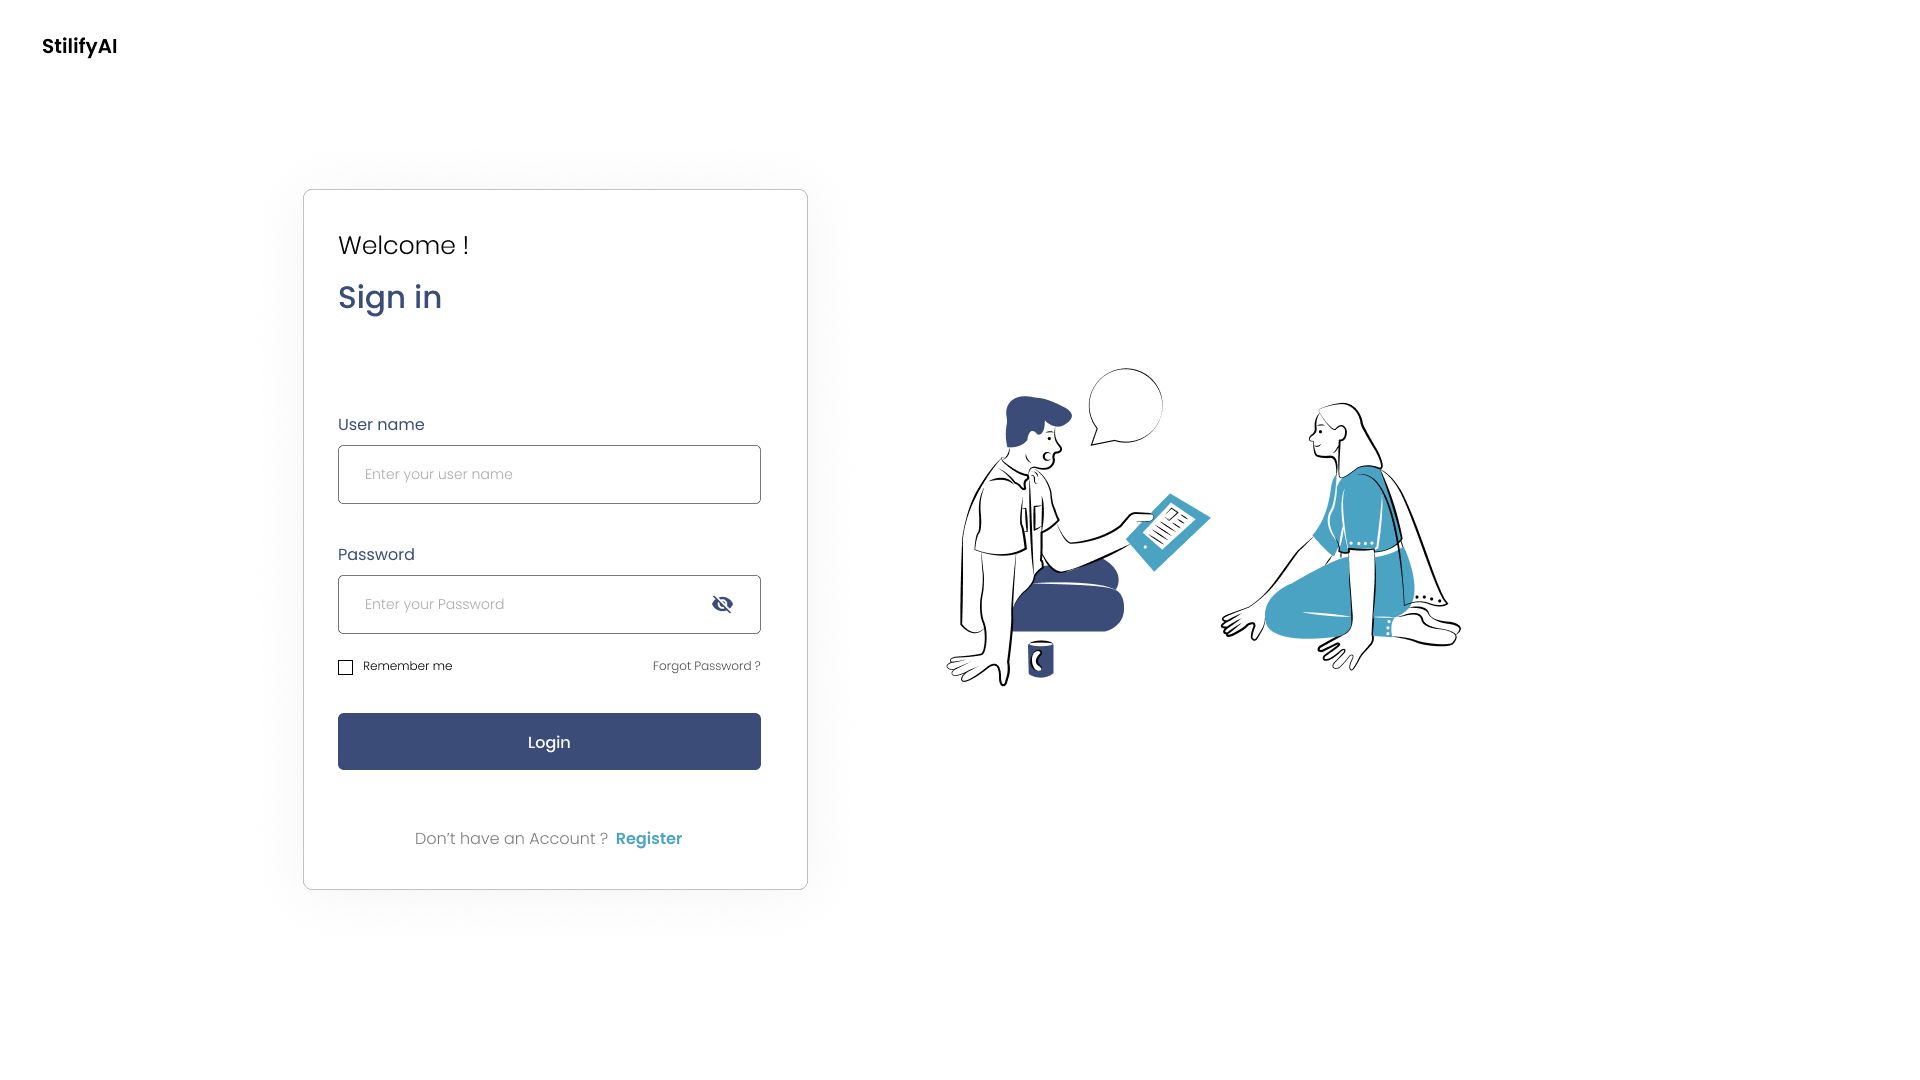 StilifyAI
Welcome !
Sign in
User name
Enter your user name
Password
Enter your Password
Remember me
Forgot Password ?
Login
Don’t have an Account ? Register